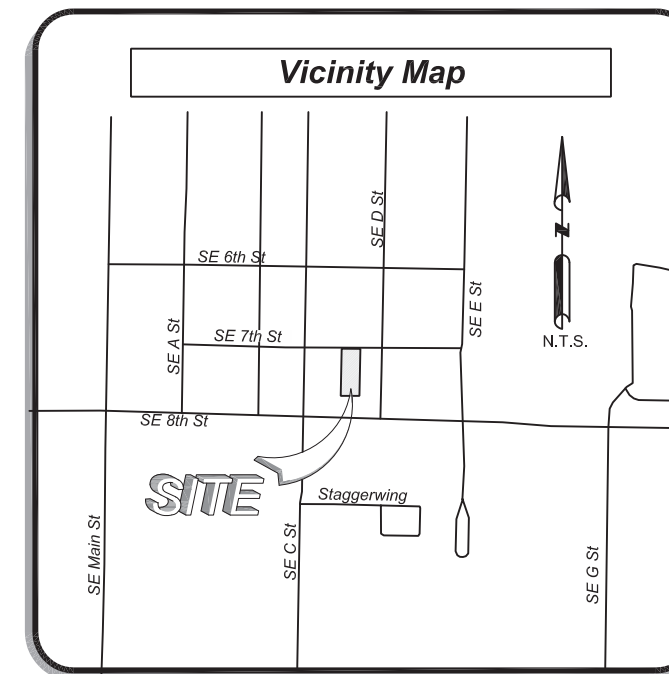 Vicinity Map
SE D St
SE 6th St
SE E St
SE A St
SE 7th St
N
N.T.S.
SE 8th St
SITE
Staggerwing
SE Main St
SE C St
SE G St